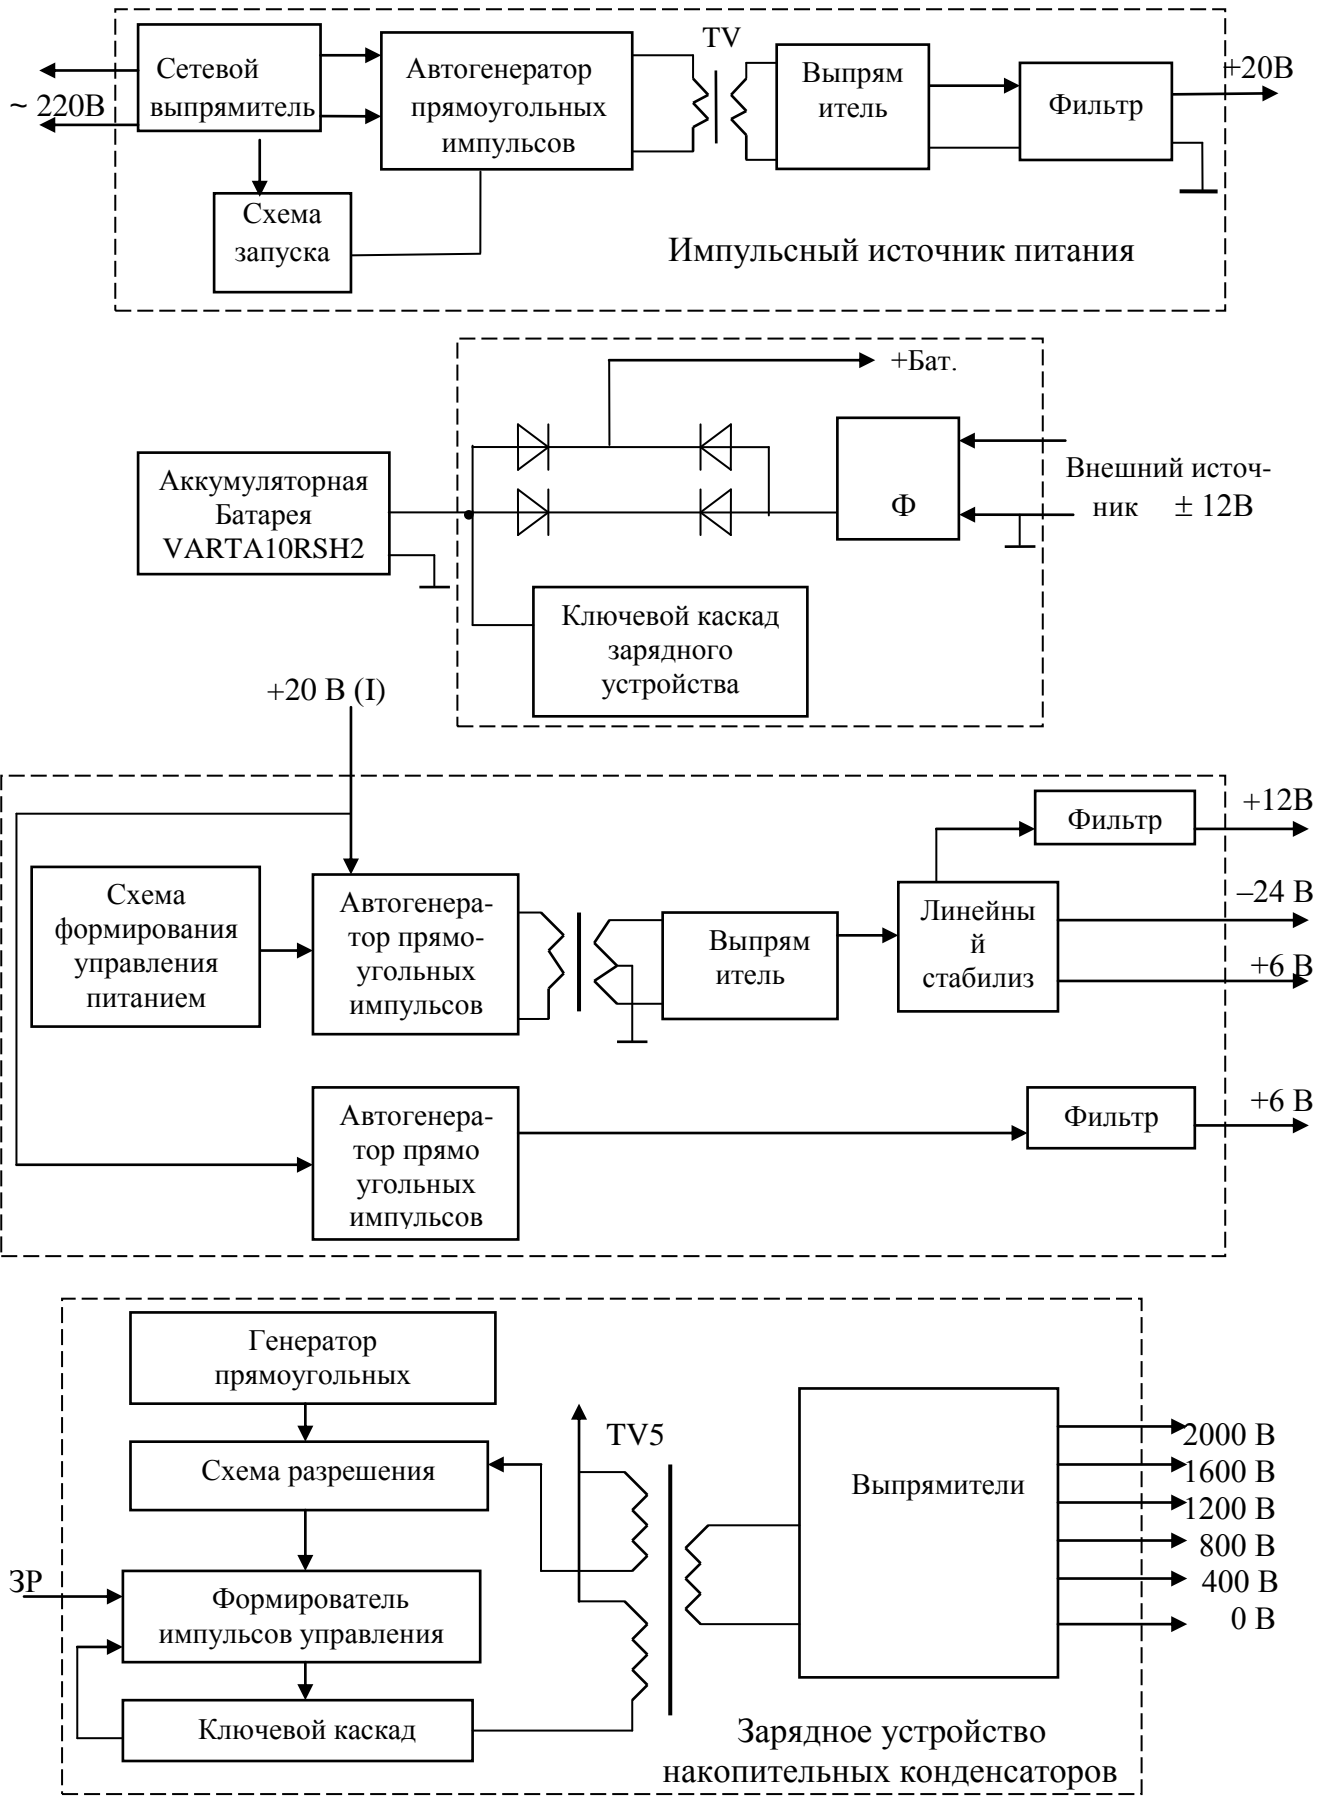 TV
Сетевой
выпрямитель
~ 220В
Автогенератор
прямоугольных
импульсов
Выпрям
итель
Фильтр
+20В
Схема
запуска
Импульсный источник питания
+Бат.
Аккумуляторная
Батарея
VARTA10RSH2
Ф
Внешний источ-
ник ± 12В
Ключевой каскад
зарядного
устройства
+20 В (I)
Схема
формирования
управления
питанием
Автогенера-
тор прямо-
угольных
импульсов
Выпрям
итель
Линейны
й
стабилиз
Фильтр
+12В
–24 В
+6 В
Автогенера-
тор прямо
угольных
импульсов
Фильтр
+6 В
Генератор
прямоугольных
Схема разрешения
ЗР
Формирователь
импульсов управления
Ключевой каскад
TV5
Выпрямители
2000 В
1600 В
1200 В
800 В
400 В
0 В
Зарядное устройство
накопительных конденсаторов